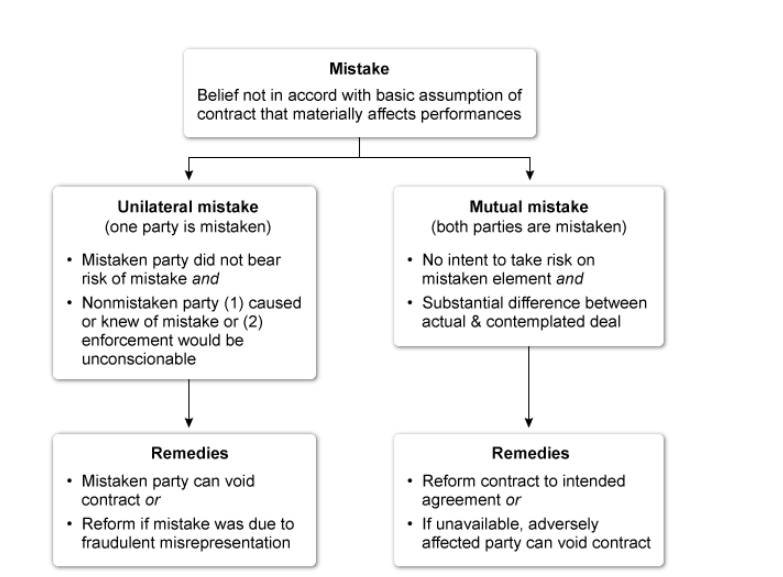 Mistake
Belief not in accord with basic assumption of
contract that materially affects performances
Unilateral mistake
(one party is mistaken)
• Mistaken party did not bear
risk of mistake and
• Nonmistaken party (1) caused
or knew of mistake or (2)
enforcement would be
unconscionable
Mutual mistake
(both parties are mistaken)
• No intent to take risk on
mistaken element and
• Substantial difference between
actual & contemplated deal
Remedies
• Mistaken party can void
contract or
• Reform if mistake was due to
fraudulent misrepresentation
Remedies
• Reform contract to intended
agreement or
• If unavailable, adversely
affected party can void contract